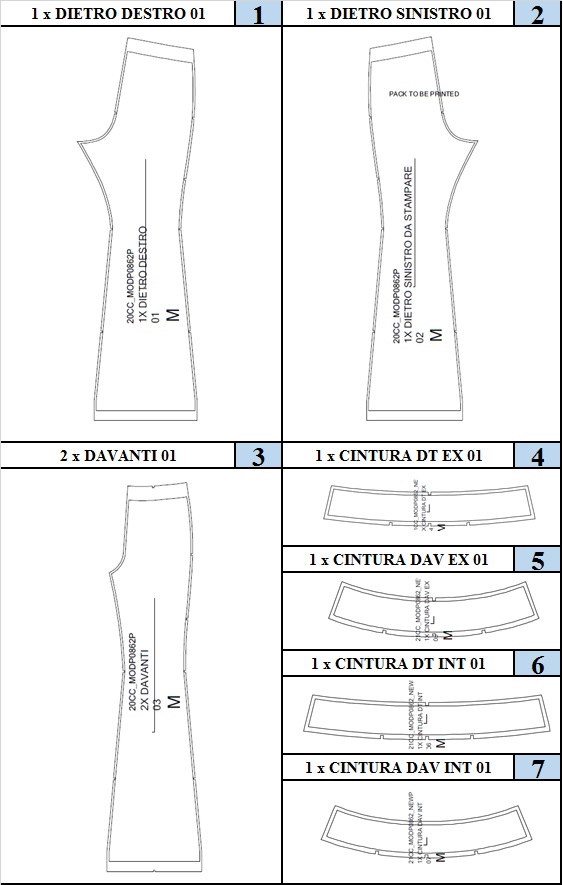 1 x DIETRO DESTRO 01
1
20CC_MODP0862P
1X DIETRO DESTRO
01
M
1 x DIETRO SINISTRO 01
2
PACK TO BE PRINTED
20CC_MODP0862P
1X DIETRO SINISTRO DA STAMPARE
02
M
2 x DAVANTI 01
3
20CC_MODP0862P
2X DAVANTI
03
M
1 x CINTURA DT EX 01
4
CINTURA DT EX
M
1 x CINTURA DAV EX 01
5
21CC_MODP0862_NE
1X CINTURA DAV EX
M
1 x CINTURA DT INT 01
6
21CC_MODP0862_NEW
1X CINTURA DT INT
M
1 x CINTURA DAV INT 01
7
21CC_MODP0862_NEWP
1X CINTURA DAV INT
M